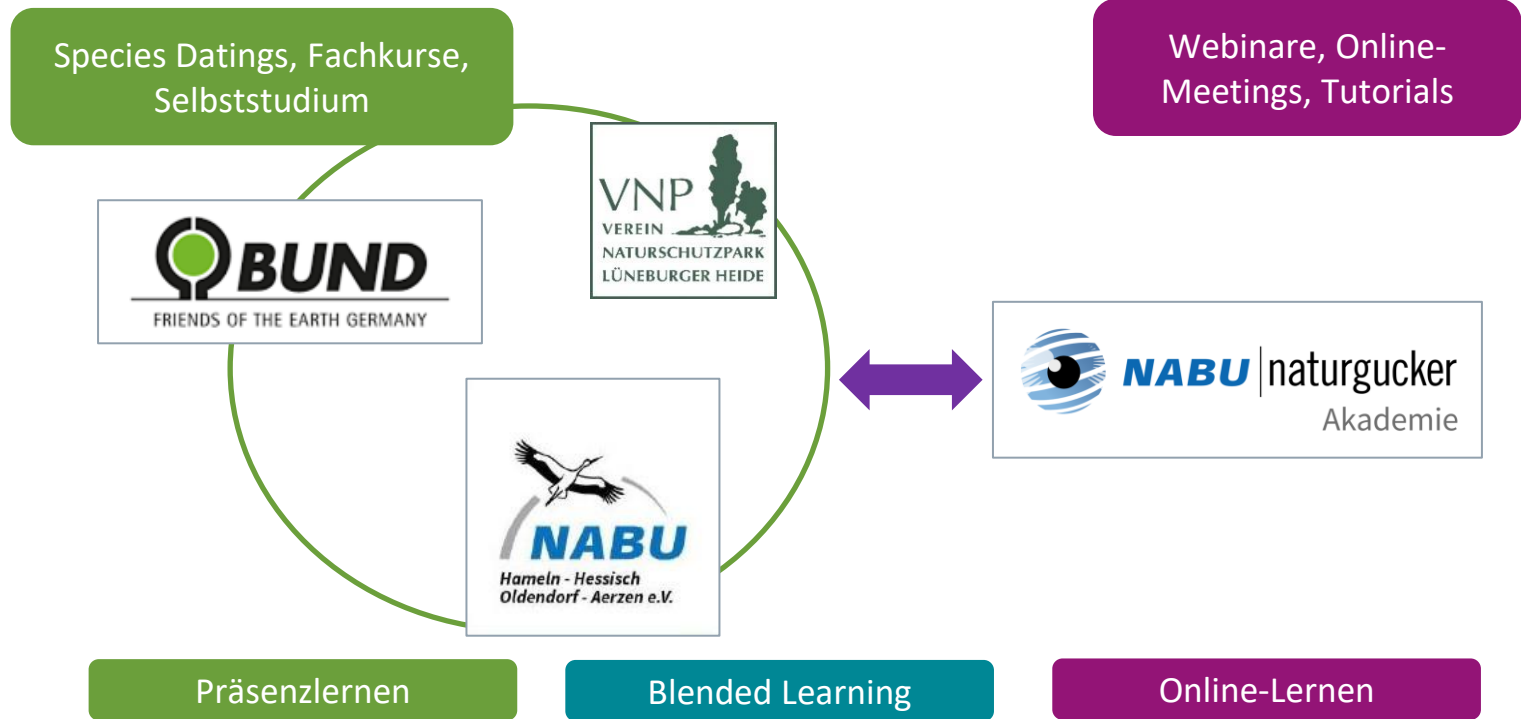 Species Datings, Fachkurse,
Selbststudium
Webinare, Online-
Meetings, Tutorials
VNP
VEREIN
NATURSCHUTZPARK
LÜNEBURGER HEIDE
BUND
FRIENDS OF THE EARTH GERMANY
NABU|naturgucker
Akademie
NABU
Hameln - Hessisch
Oldendorf - Aerzen e.V.
Präsenzlernen
Blended Learning
Online-Lernen